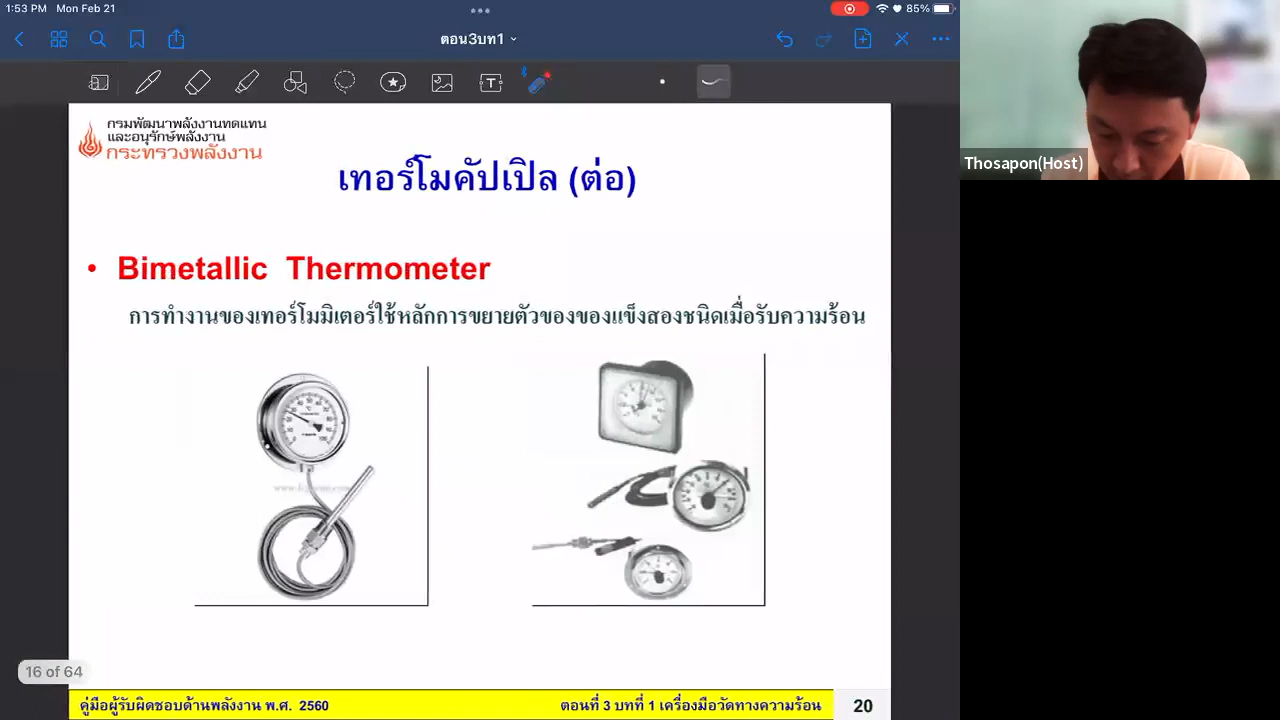 1:53 PM Mon Feb 21
85%
ตอน3บท1
T
กรมพัฒนาพลังงานทดแทน
และอนุรักษ์พลังงาน
กระทรวงพลังงาน
เทอร์โมคัปเปิล (ต่อ)
• Bimetallic Thermometer
การทำงานของเทอร์โมมิเตอร์ใช้หลักการขยายตัวของของแข็งสองชนิดเมื่อรับความร้อน
16 of 64
คู่มือผู้รับผิดชอบด้านพลังงาน พ.ศ. 2560
ตอนที่ 3 บทที่ 1 เครื่องมือวัดทางความร้อน
20
Thosapon(Host)